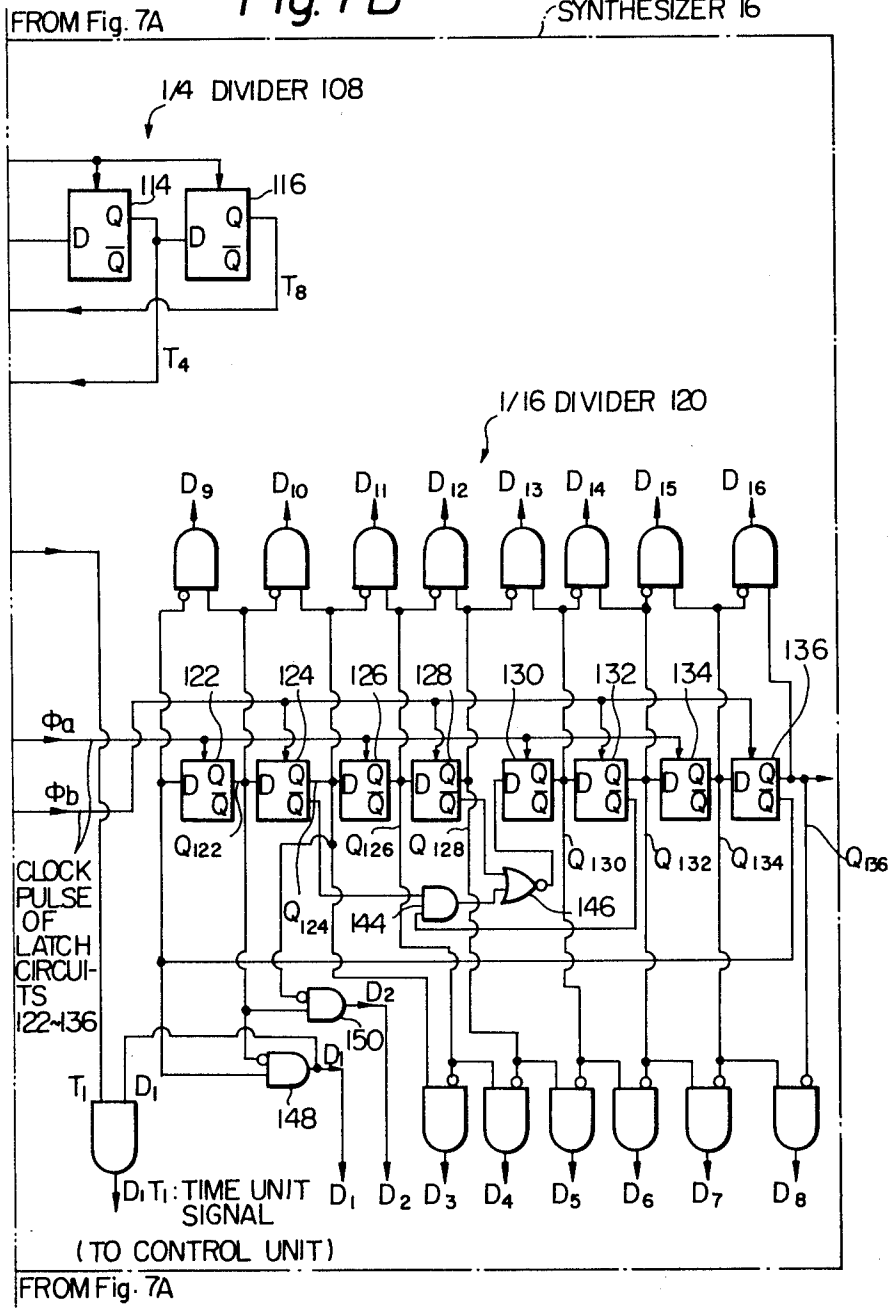 Fig. 7B
FROM Fig. 7A
SYNTHESIZER 16
1/4 DIVIDER 108
114
116
D Q Q̅
D Q Q̅
T8
T4
1/16 DIVIDER 120
D9 D10 D11 D12 D13 D14 D15 D16
122 124 126 128 130 132 134 136
Φa
Φb
D Q Q̅
D Q Q̅
D Q Q̅
D Q Q̅
D Q Q̅
D Q Q̅
D Q Q̅
D Q Q̅
Q122
Q124
Q126
Q128
Q130
Q132
Q134
Q136
CLOCK
PULSE
OF
LATCH
CIRCUI-
TS
122~136
144
146
D2
150
D1
148
T1 D1
D1T1: TIME UNIT
SIGNAL
D1 D2 D3 D4 D5 D6 D7 D8
(TO CONTROL UNIT)
FROM Fig. 7A